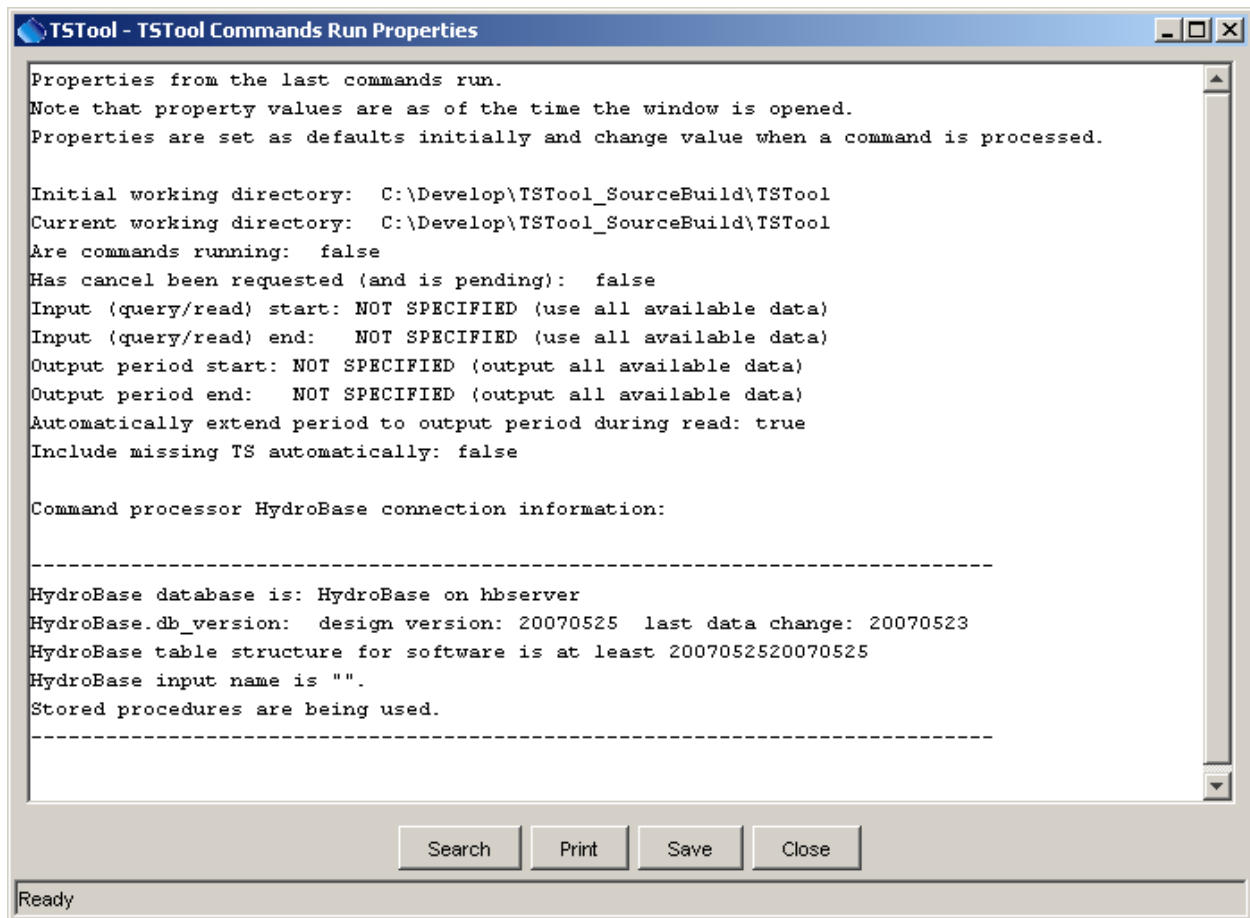 TSTool - TSTool Commands Run Properties
Properties from the last commands run.
Note that property values are as of the time the window is opened.
Properties are set as defaults initially and change value when a command is processed.
Initial working directory:  C:\Develop\TSTool_SourceBuild\TSTool
Current working directory:  C:\Develop\TSTool_SourceBuild\TSTool
Are commands running:  false
Has cancel been requested (and is pending):  false
Input (query/read) start: NOT SPECIFIED (use all available data)
Input (query/read) end:   NOT SPECIFIED (use all available data)
Output period start: NOT SPECIFIED (output all available data)
Output period end:   NOT SPECIFIED (output all available data)
Automatically extend period to output period during read: true
Include missing TS automatically: false
Command processor HydroBase connection information:
-----------------------------------------------------------------------------
HydroBase database is: HydroBase on hbserver
HydroBase.db_version:  design version: 20070525  last data change: 20070523
HydroBase table structure for software is at least 2007052520070525
HydroBase input name is "".
Stored procedures are being used.
-----------------------------------------------------------------------------
Search Print Save Close
Ready